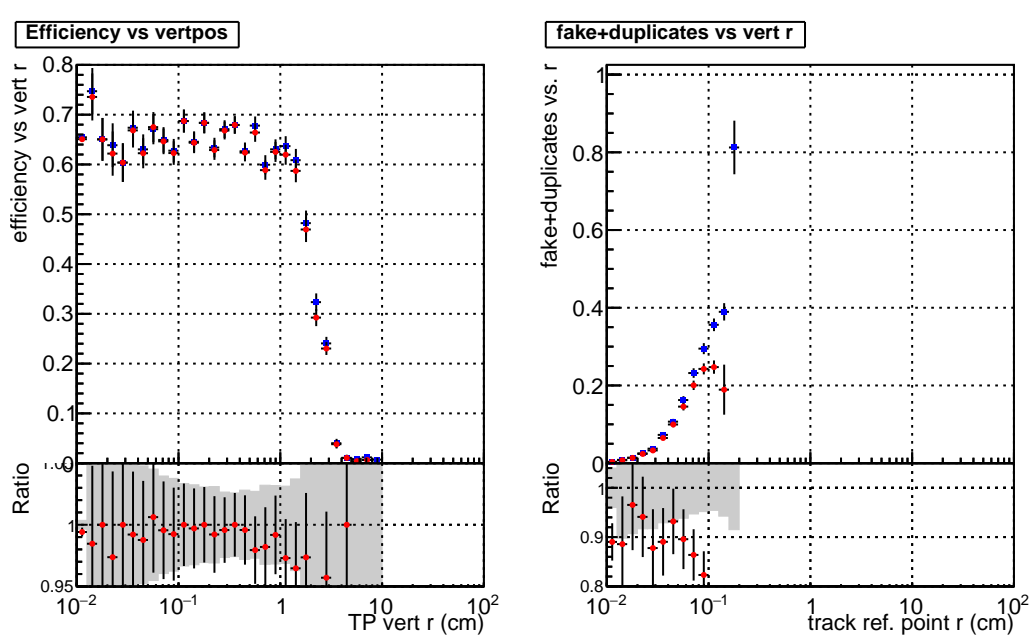 Efficiency vs vertpos
efficiency vs vert r
0.8
0.7
0.6
0.5
0.4
0.3
0.2
0.1
0
Ratio
1
0.95
10⁻² 10⁻¹ 1 10 10²
TP vert r (cm)
fake+duplicates vs vert r
fake+duplicates vs. r
1
0.8
0.6
0.4
0.2
0
Ratio
1
0.9
0.8
10⁻² 10⁻¹ 1 10 10²
track ref. point r (cm)